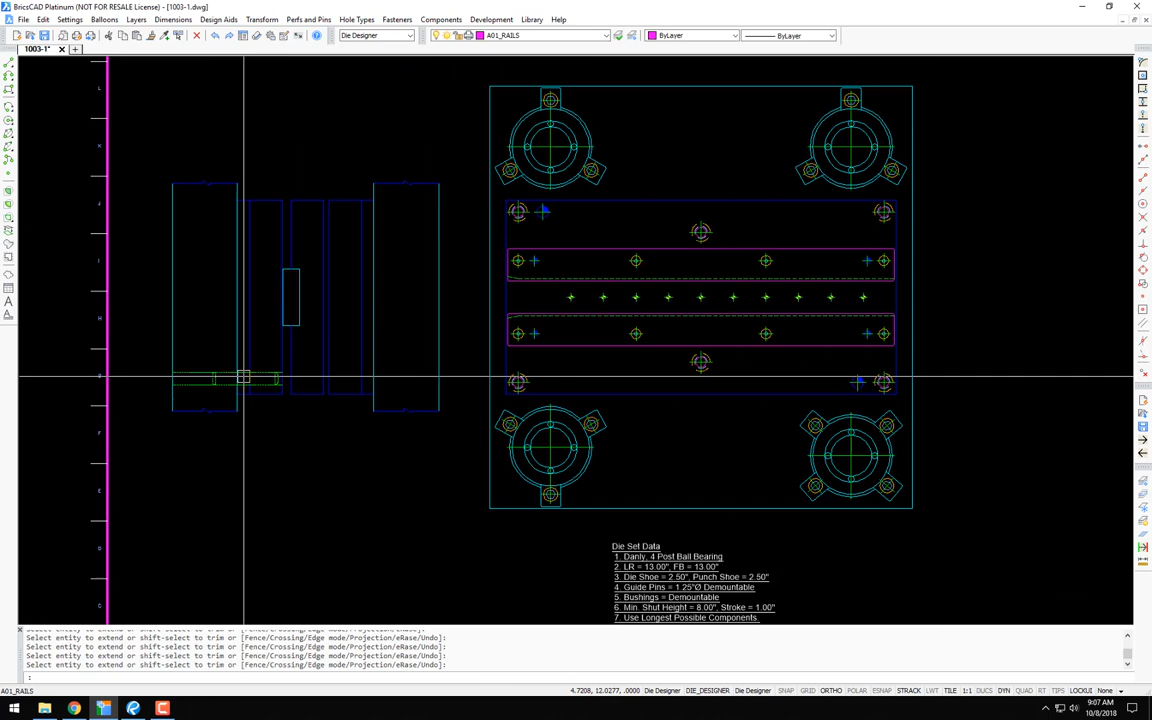 BricsCAD Platinum (NOT FOR RESALE License) - [1003-1.dwg]
File Edit Settings Balloons Layers Dimensions Design Aids Transform Perfs and Pins Hole Types Fasteners Components Development Library Help
Die Designer A01_RAILS ByLayer ByLayer
1003-1*
L
K
J
I
H
F
E
D
C
Die Set Data
1. Danly, 4 Post Ball Bearing
2. LR = 13.00", FB = 13.00"
3. Die Shoe = 2.50", Punch Shoe = 2.50"
4. Guide Pins = 1.25"Ø Demountable
5. Bushings = Demountable
6. Min. Shut Height = 8.00", Stroke = 1.00"
7. Use Longest Possible Components.
Select entity to extend or shift-select to trim or [Fence/Crossing/Edge mode/Projection/eRase/Undo]:
Select entity to extend or shift-select to trim or [Fence/Crossing/Edge mode/Projection/eRase/Undo]:
Select entity to extend or shift-select to trim or [Fence/Crossing/Edge mode/Projection/eRase/Undo]:
Select entity to extend or shift-select to trim or [Fence/Crossing/Edge mode/Projection/eRase/Undo]:
:
A01_RAILS 4.7208, 12.0277, .0000 Die Designer DIE_DESIGNER Die Designer SNAP GRID ORTHO POLAR ESNAP STRACK LWT TILE 1:1 DUCS DYN QUAD RT TIPS LOCKUI None
9:07 AM
10/8/2018